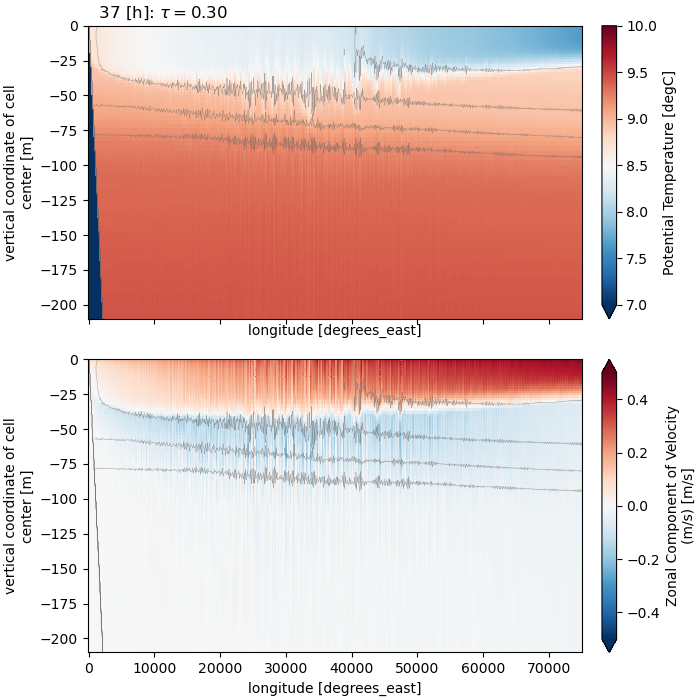 37 [h]: τ = 0.30
0
−25
−50
−75
−100
−125
−150
−175
−200
vertical coordinate of cell
center [m]
longitude [degrees_east]
10.0
9.5
9.0
8.5
8.0
7.5
7.0
Potential Temperature [degC]
0
−25
−50
−75
−100
−125
−150
−175
−200
vertical coordinate of cell
center [m]
0 10000 20000 30000 40000 50000 60000 70000
longitude [degrees_east]
0.4
0.2
0.0
−0.2
−0.4
Zonal Component of Velocity
(m/s) [m/s]